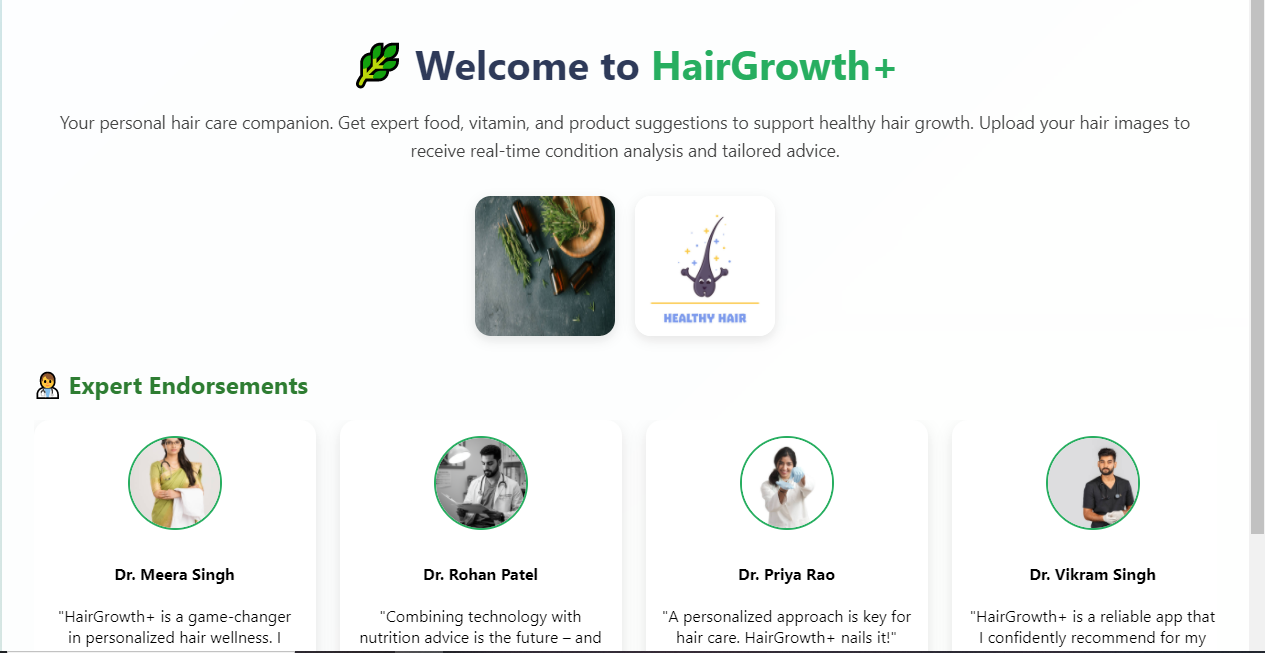 Welcome to HairGrowth+
Your personal hair care companion. Get expert food, vitamin, and product suggestions to support healthy hair growth. Upload your hair images to
receive real-time condition analysis and tailored advice.
HEALTHY HAIR
Expert Endorsements
Dr. Meera Singh
Dr. Rohan Patel
Dr. Priya Rao
Dr. Vikram Singh
"HairGrowth+ is a game-changer
in personalized hair wellness. I
"Combining technology with
nutrition advice is the future – and
"A personalized approach is key for
hair care. HairGrowth+ nails it!"
"HairGrowth+ is a reliable app that
I confidently recommend for my